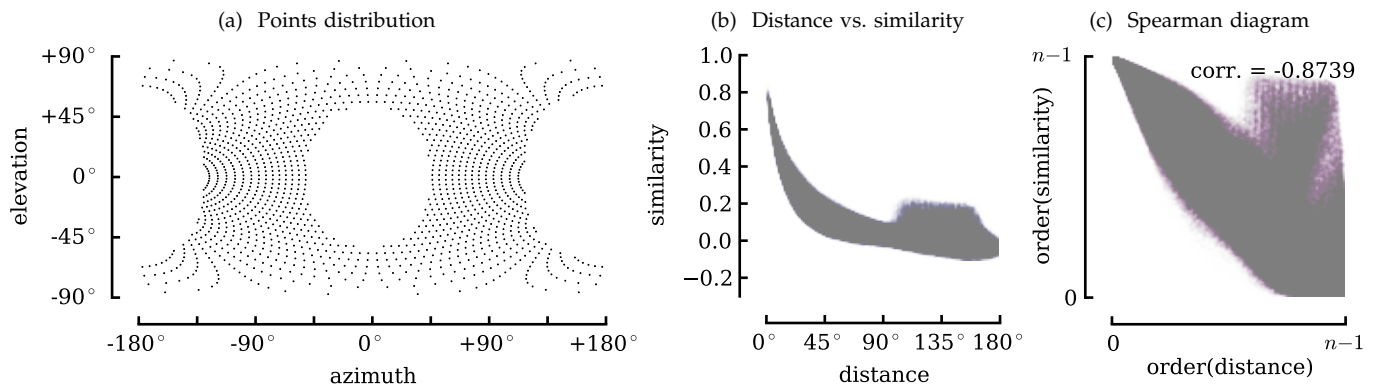 (a) Points distribution
+90°
+45°
0°
-45°
-90°
elevation
-180°
-90°
0°
+90°
+180°
azimuth
(b) Distance vs. similarity
1.0
0.8
0.6
0.4
0.2
0.0
−0.2
similarity
0°
45°
90°
135°
180°
distance
(c) Spearman diagram
corr. = -0.8739
n−1
0
order(similarity)
0
n−1
order(distance)